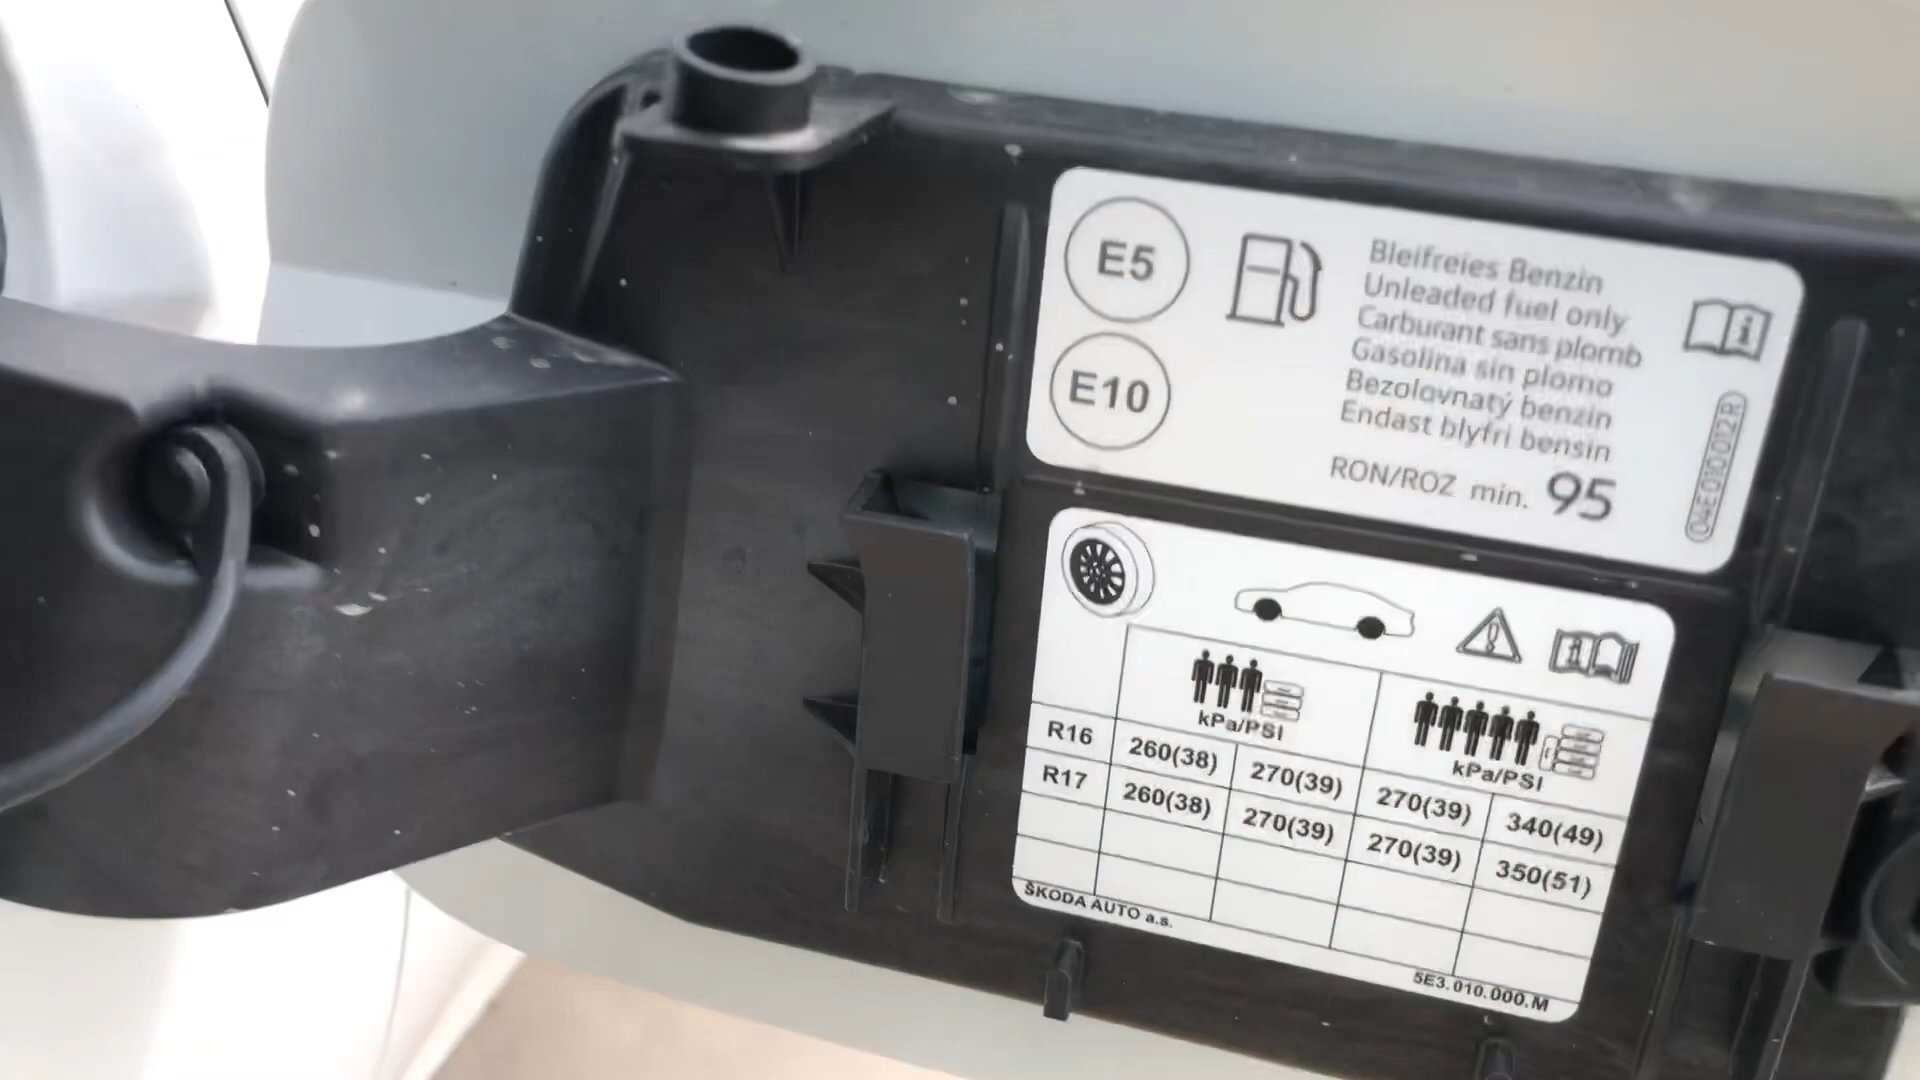 E5
E10
Bleifreies Benzin
Unleaded fuel only
Carburant sans plomb
Gasolina sin plomo
Bezolovnatý benzin
Endast blyfri bensin
RON/ROZ min. 95
04E010012R
kPa/PSI kPa/PSI
R16 260(38) 270(39) 270(39) 340(49)
R17 260(38) 270(39) 270(39) 350(51)
ŠKODA AUTO a.s.
5E3.010.000.M